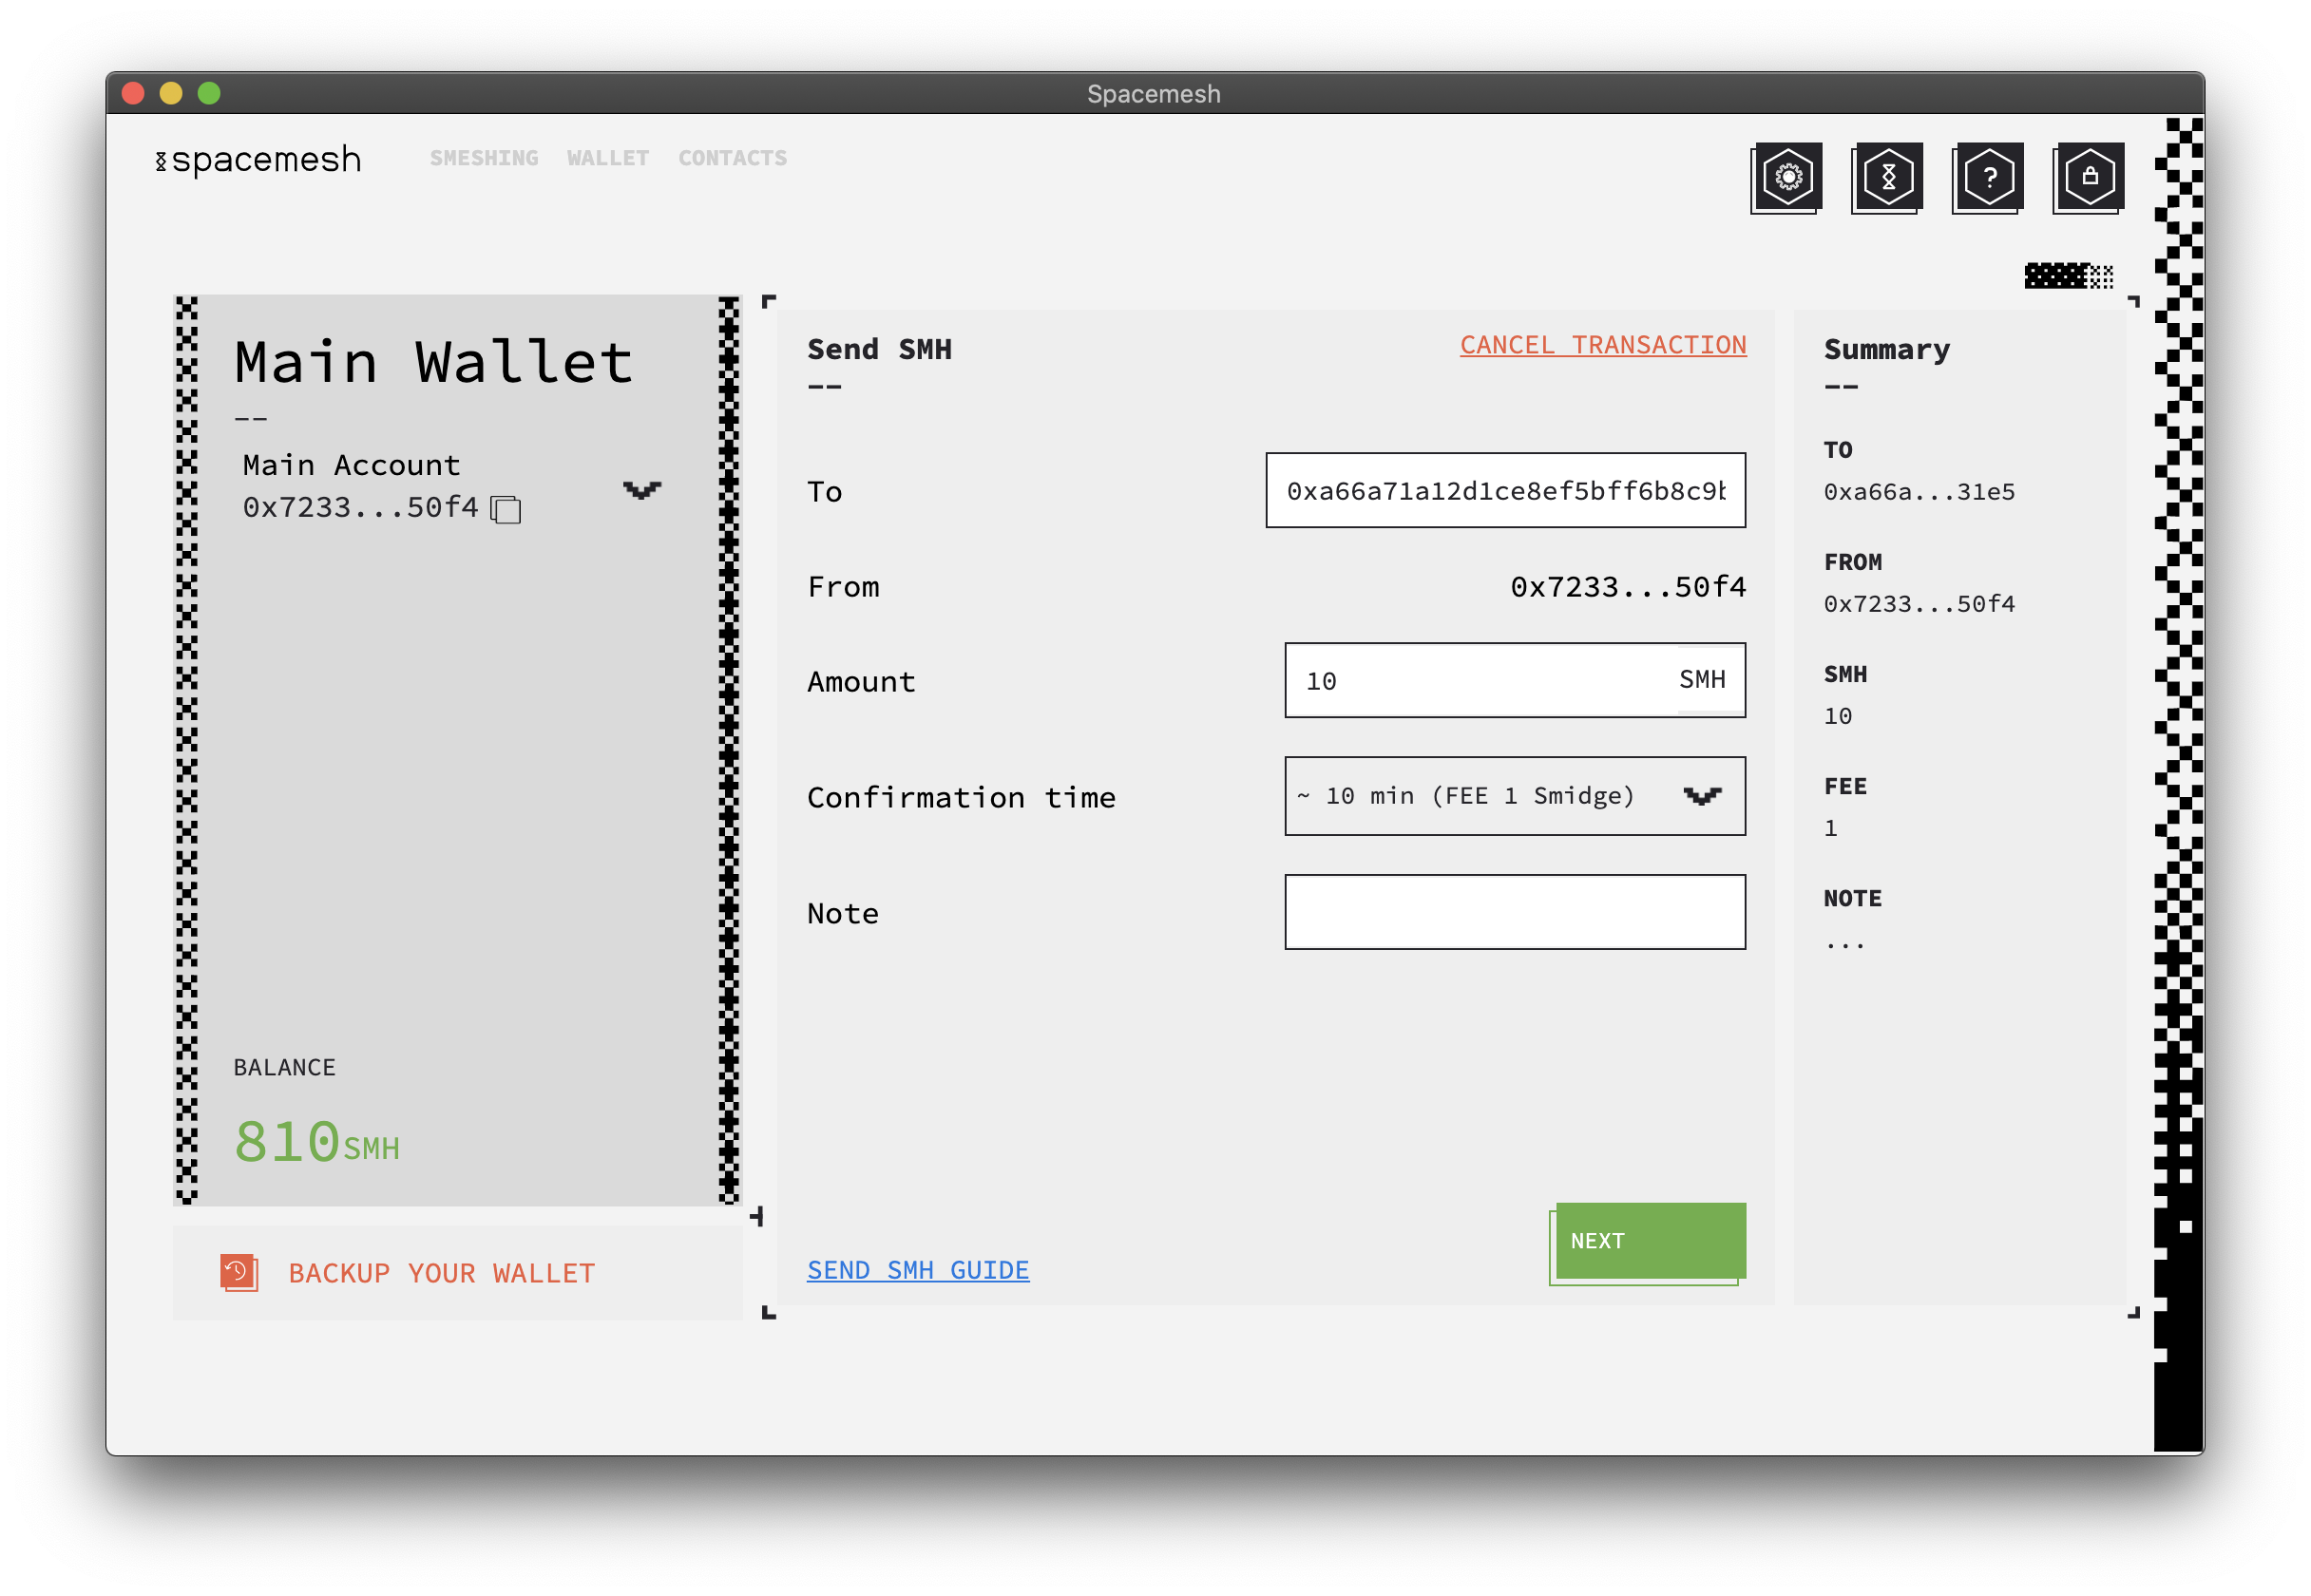 Spacemesh
spacemesh
SMESHING WALLET CONTACTS
?
Main Wallet
--
Main Account
0x7233...50f4
BALANCE
810SMH
BACKUP YOUR WALLET
Send SMH
CANCEL TRANSACTION
--
To
0xa66a71a12d1ce8ef5bff6b8c9b
From
0x7233...50f4
Amount
10
SMH
Confirmation time
~ 10 min (FEE 1 Smidge)
Note
SEND SMH GUIDE
NEXT
Summary
--
TO
0xa66a...31e5
FROM
0x7233...50f4
SMH
10
FEE
1
NOTE
...